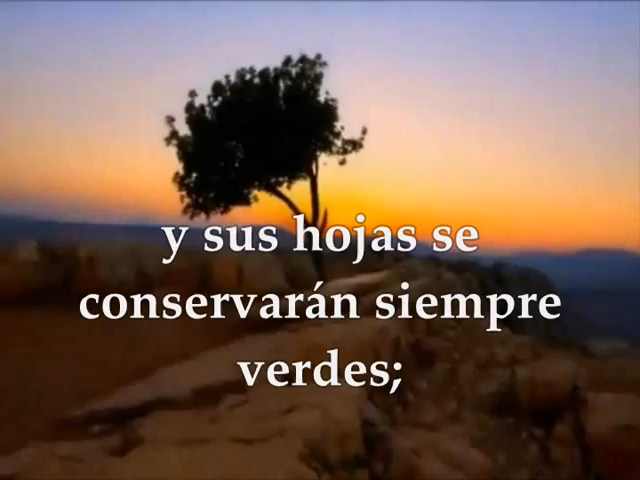 y sus hojas se
conservarán siempre
verdes;